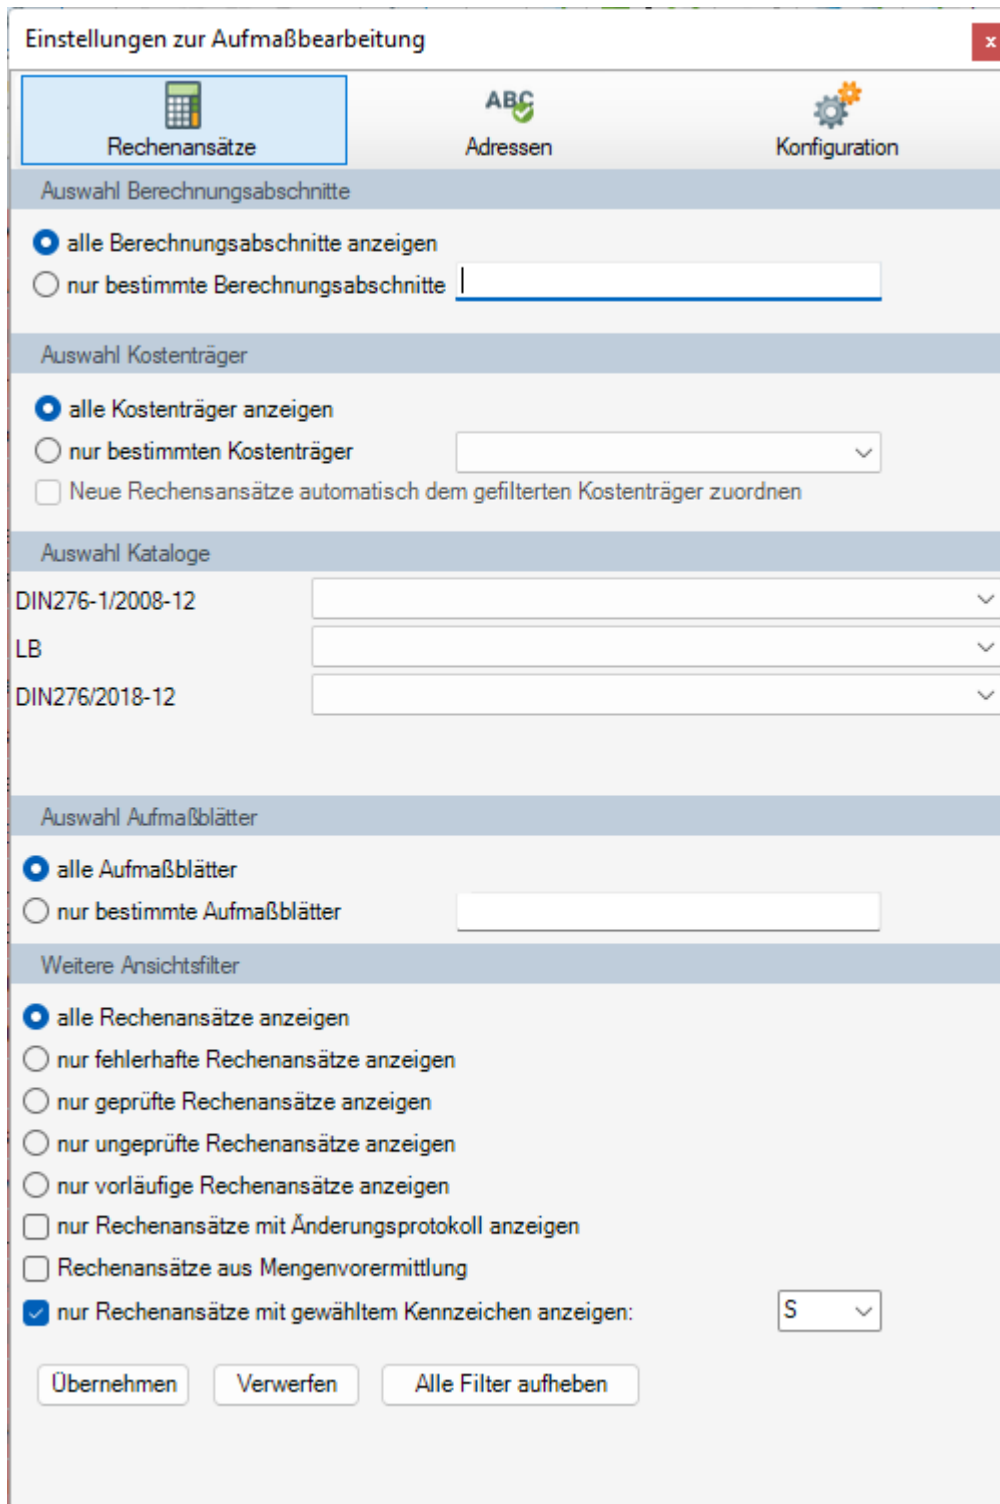 Einstellungen zur Aufmaßbearbeitung
x
ABC
Rechenansätze Adressen Konfiguration
Auswahl Berechnungsabschnitte
alle Berechnungsabschnitte anzeigen
nur bestimmte Berechnungsabschnitte
Auswahl Kostenträger
alle Kostenträger anzeigen
nur bestimmten Kostenträger
Neue Rechensansätze automatisch dem gefilterten Kostenträger zuordnen
Auswahl Kataloge
DIN276-1/2008-12
LB
DIN276/2018-12
Auswahl Aufmaßblätter
alle Aufmaßblätter
nur bestimmte Aufmaßblätter
Weitere Ansichtsfilter
alle Rechenansätze anzeigen
nur fehlerhafte Rechenansätze anzeigen
nur geprüfte Rechenansätze anzeigen
nur ungeprüfte Rechenansätze anzeigen
nur vorläufige Rechenansätze anzeigen
nur Rechenansätze mit Änderungsprotokoll anzeigen
Rechenansätze aus Mengenvorermittlung
nur Rechenansätze mit gewähltem Kennzeichen anzeigen: S
Übernehmen Verwerfen Alle Filter aufheben